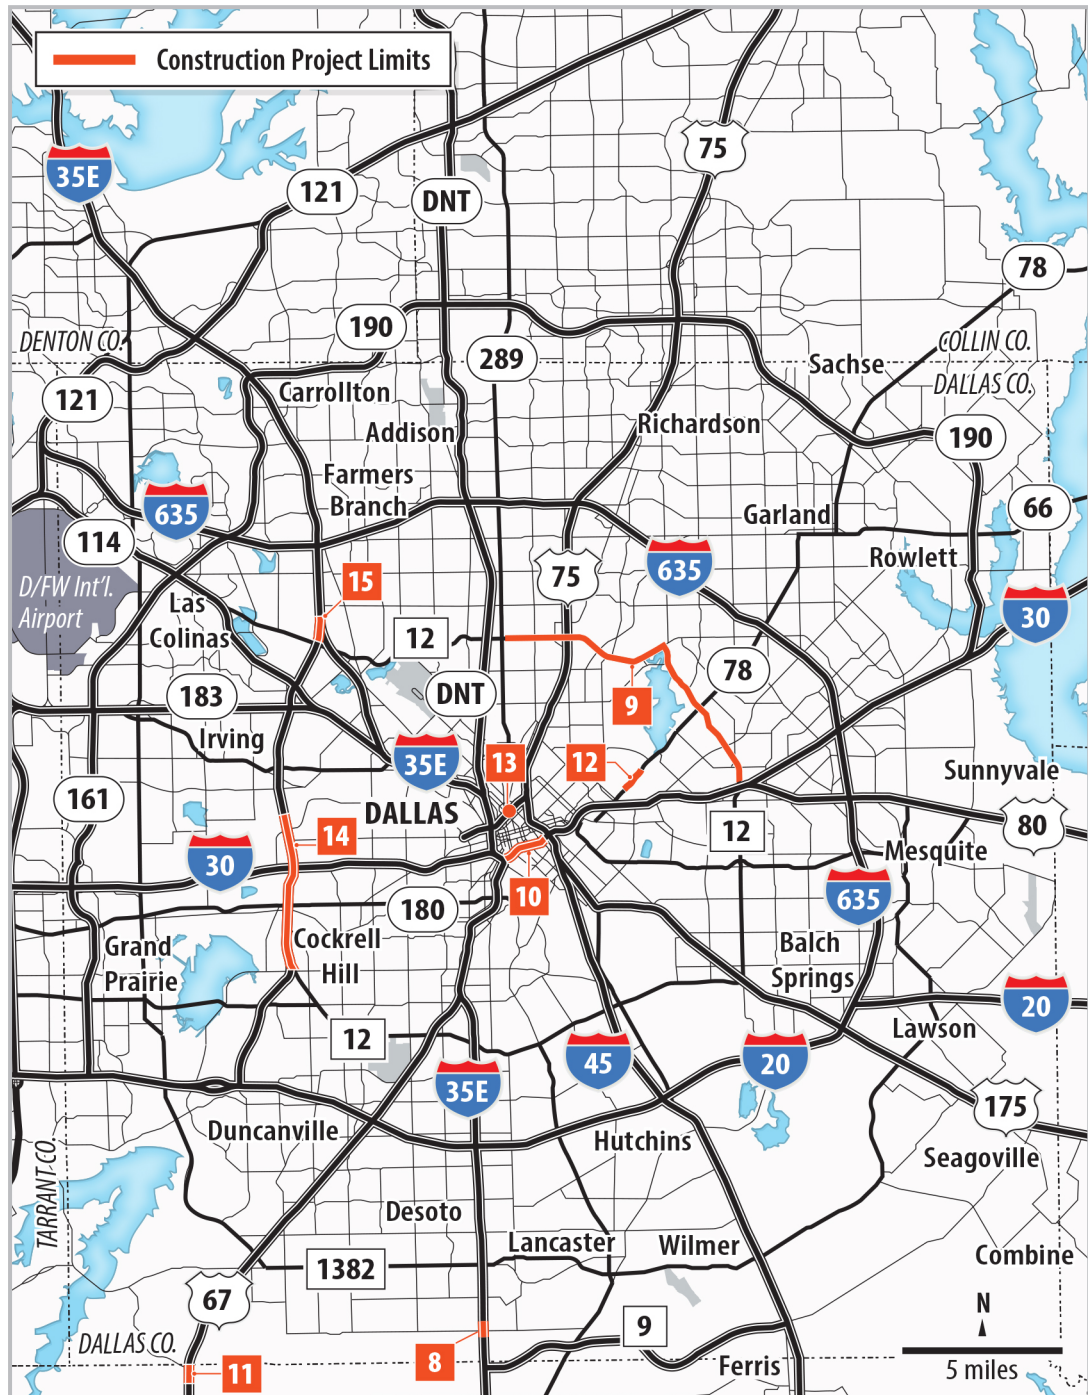 Construction Project Limits
35E
75
121
DNT
78
190
DENTON CO.
289
COLLIN CO.
Sachse
DALLAS CO.
121
Carrollton
Addison
Richardson
190
Farmers
Branch
635
66
Garland
114
Rowlett
75
635
15
D/FW Int'l.
Airport
Las
Colinas
30
12
78
183
DNT
9
Irving
35E
13
12
Sunnyvale
161
DALLAS
80
12
14
30
Mesquite
10
635
180
Grand
Prairie
Cockrell
Hill
Balch
Springs
20
Lawson
12
45
20
35E
175
Duncanville
Hutchins
Seagoville
TARRANT CO.
Desoto
Lancaster
Wilmer
Combine
1382
67
N
9
DALLAS CO.
8
11
Ferris
5 miles